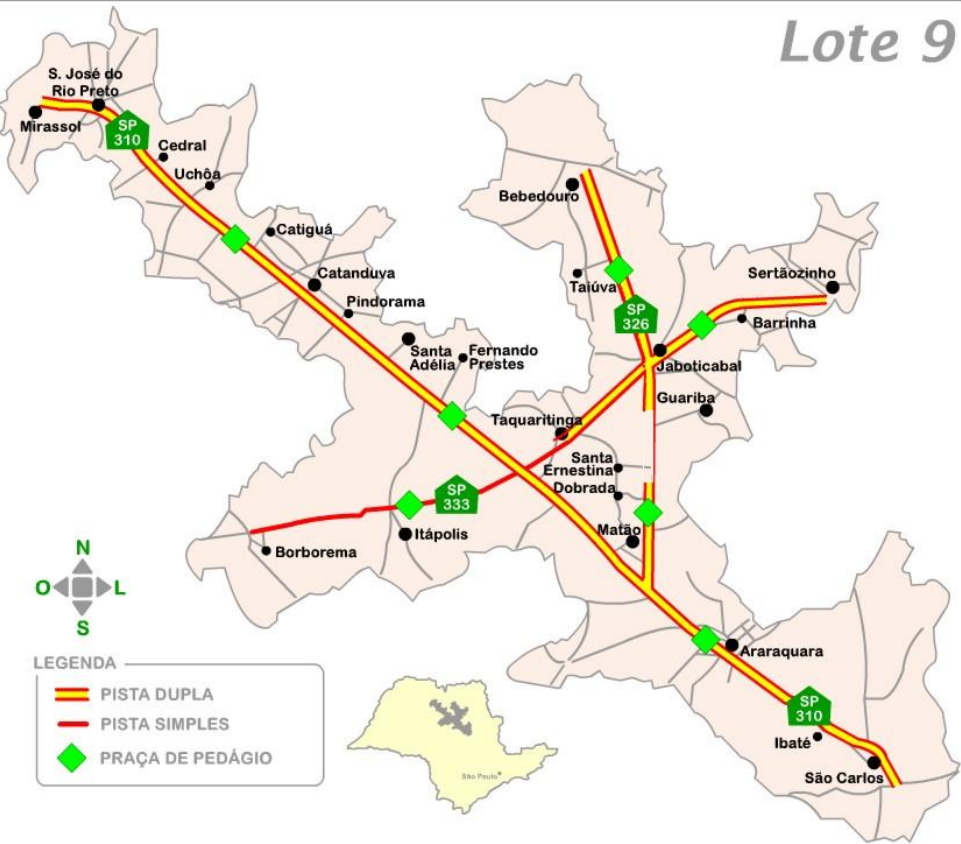 Lote 9
S. José do
Rio Preto
Mirassol
SP
310
Cedral
Uchôa
Catiguá
Catanduva
Pindorama
Santa
Adélia
Fernando
Prestes
Bebedouro
Taiúva
SP
326
Sertãozinho
Barrinha
Jaboticabal
Guariba
Taquaritinga
Santa
Ernestina
Dobrada
SP
333
Itápolis
Borborema
Matão
Araraquara
SP
310
Ibaté
São Carlos
N
O
L
S
LEGENDA
PISTA DUPLA
PISTA SIMPLES
PRAÇA DE PEDÁGIO
São Paulo